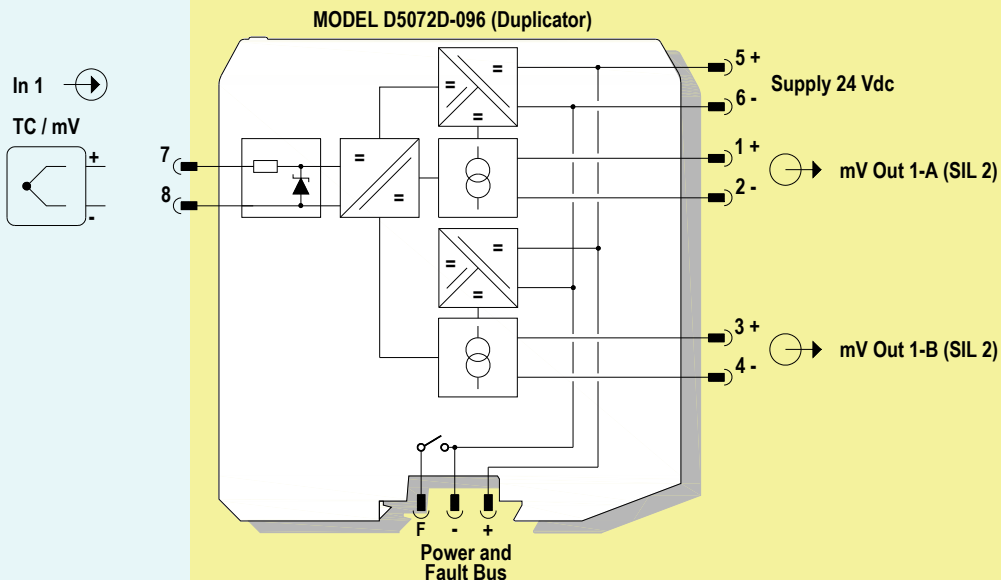 MODEL D5072D-096 (Duplicator)
In 1
TC / mV
+
-
7
8
=
=
=
=
=
=
=
=
5 +
6 -
Supply 24 Vdc
1 +
2 -
mV Out 1-A (SIL 2)
3 +
4 -
mV Out 1-B (SIL 2)
F - +
Power and
Fault Bus